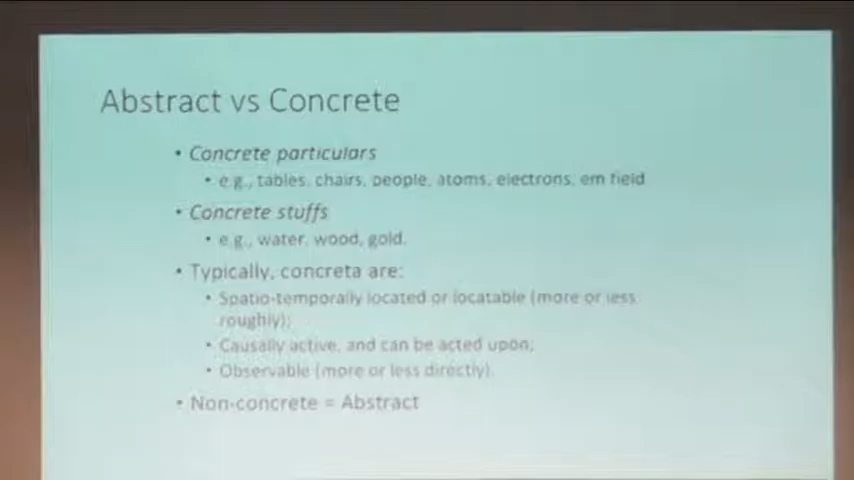 Abstract vs Concrete
• Concrete particulars
• e.g., tables, chairs, people, atoms, electrons, em field
• Concrete stuffs
• e.g., water, wood, gold.
• Typically, concreta are:
• Spatio-temporally located or locatable (more or less
roughly);
• Causally active, and can be acted upon;
• Observable (more or less directly).
• Non-concrete = Abstract